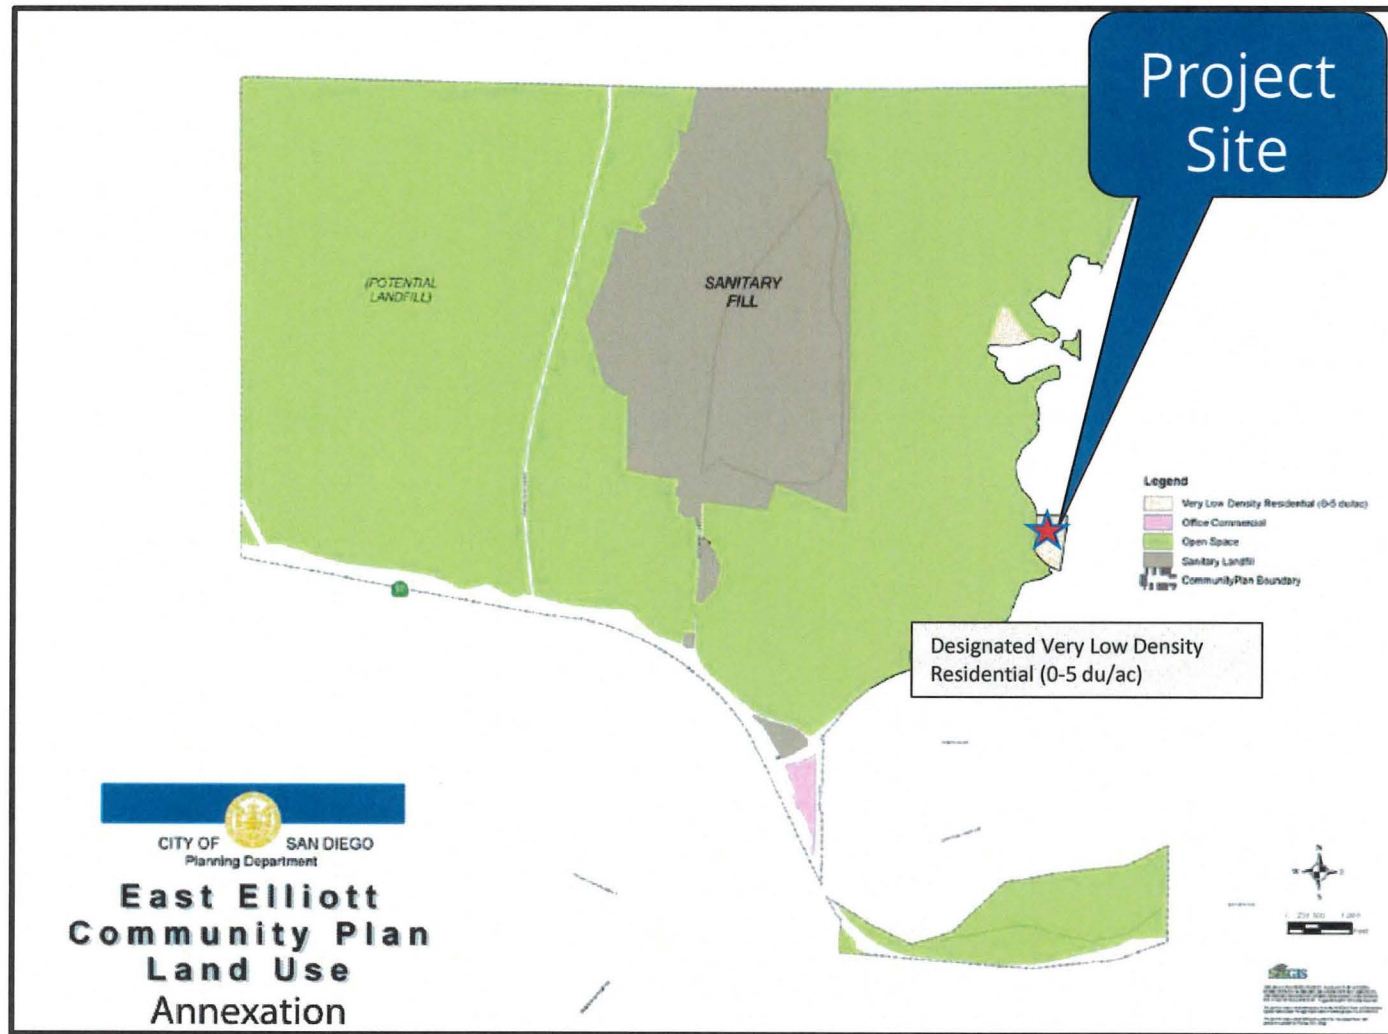 Project
Site
(POTENTIAL
LANDFILL)
SANITARY
FILL
Legend
Very Low Density Residential (0-5 du/ac)
Office Commercial
Open Space
Sanitary Landfill
CommunityPlan Boundary
Designated Very Low Density
Residential (0-5 du/ac)
CITY OF SAN DIEGO
Planning Department
East Elliott
Community Plan
Land Use
Annexation
N
W
S
Feet